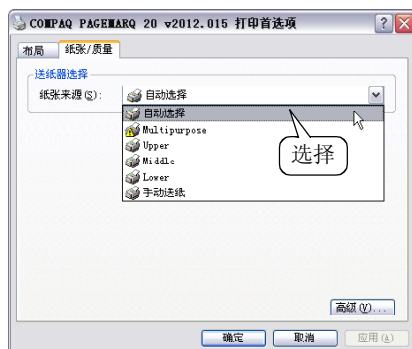 COMPAQ PAGEMARQ 20 v2012.015 打印首选项
布局 纸张/质量
送纸器选择
纸张来源(S): 自动选择
自动选择
Multipurpose
Upper
Middle
Lower
手动送纸
选择
高级(V)...
确定 取消 应用(A)